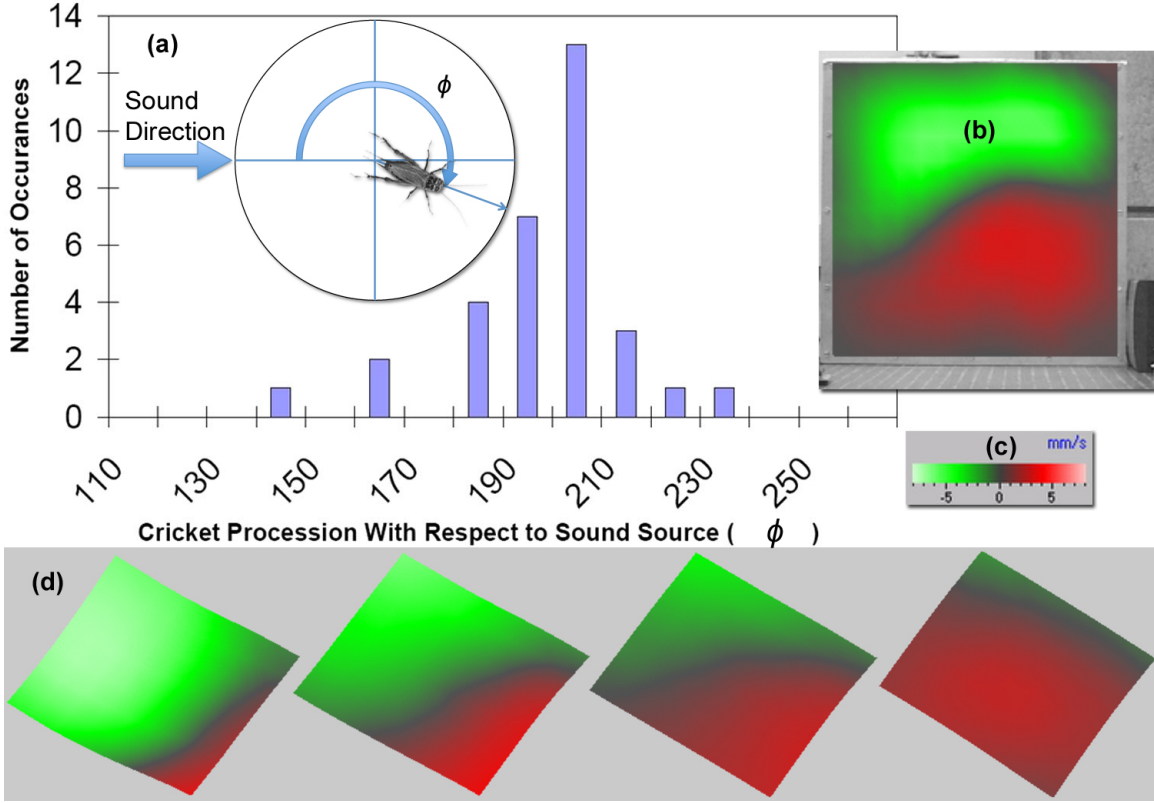 14
12
10
8
6
4
2
0
Number of Occurrances
(a)
Sound
Direction
ϕ
110
130
150
170
190
210
230
250
Cricket Procession With Respect to Sound Source ( ϕ )
(b)
(c) mm/s
-5 0 5
(d)